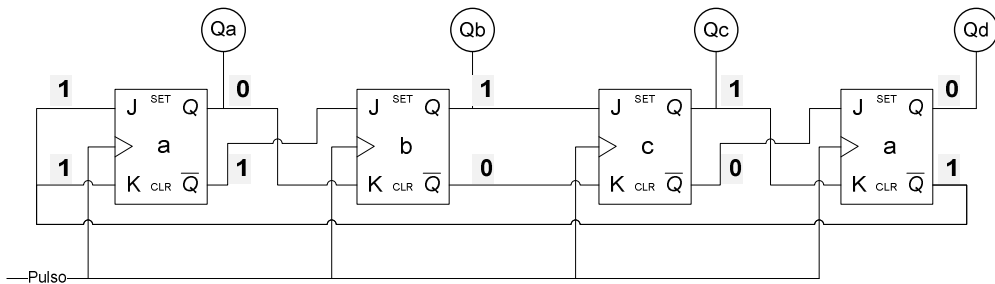 Qa Qb Qc Qd
1 0 1 1 0
J SET Q J SET Q J SET Q J SET Q
a b c a
1 1 0 0 1
K CLR Q̅ K CLR Q̅ K CLR Q̅ K CLR Q̅
Pulso